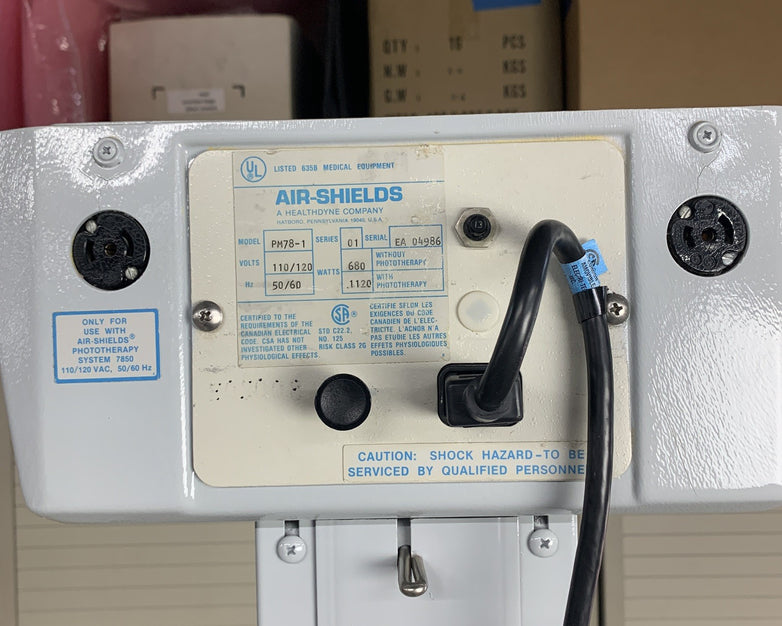 QTY : 16 PCS
N.W : KGS
G.W : KGS
UL LISTED 635B MEDICAL EQUIPMENT
AIR-SHIELDS
A HEALTHDYNE COMPANY
HATBORO, PENNSYLVANIA 19040, U.S.A.
MODEL PM78-1 SERIES 01 SERIAL EA 04986
VOLTS 110/120 WATTS 680 WITHOUT PHOTOTHERAPY
Hz 50/60 .1120 WITH PHOTOTHERAPY
CERTIFIED TO THE
REQUIREMENTS OF THE
CANADIAN ELECTRICAL
CODE. CSA HAS NOT
INVESTIGATED OTHER
PHYSIOLOGICAL EFFECTS.
STD C22.2,
NO. 125
RISK CLASS 2G
CERTIFIE SELON LES
EXIGENCES DU CODE
CANADIEN DE L'ELEC-
TRICITE. L'ACNOR N'A
PAS ETUDIE LES AUTRES
EFFETS PHYSIOLOGIQUES
POSSIBLES.
13
ONLY FOR
USE WITH
AIR-SHIELDS®
PHOTOTHERAPY
SYSTEM 7850
110/120 VAC, 50/60 Hz
CAUTION: SHOCK HAZARD-TO BE
SERVICED BY QUALIFIED PERSONNE